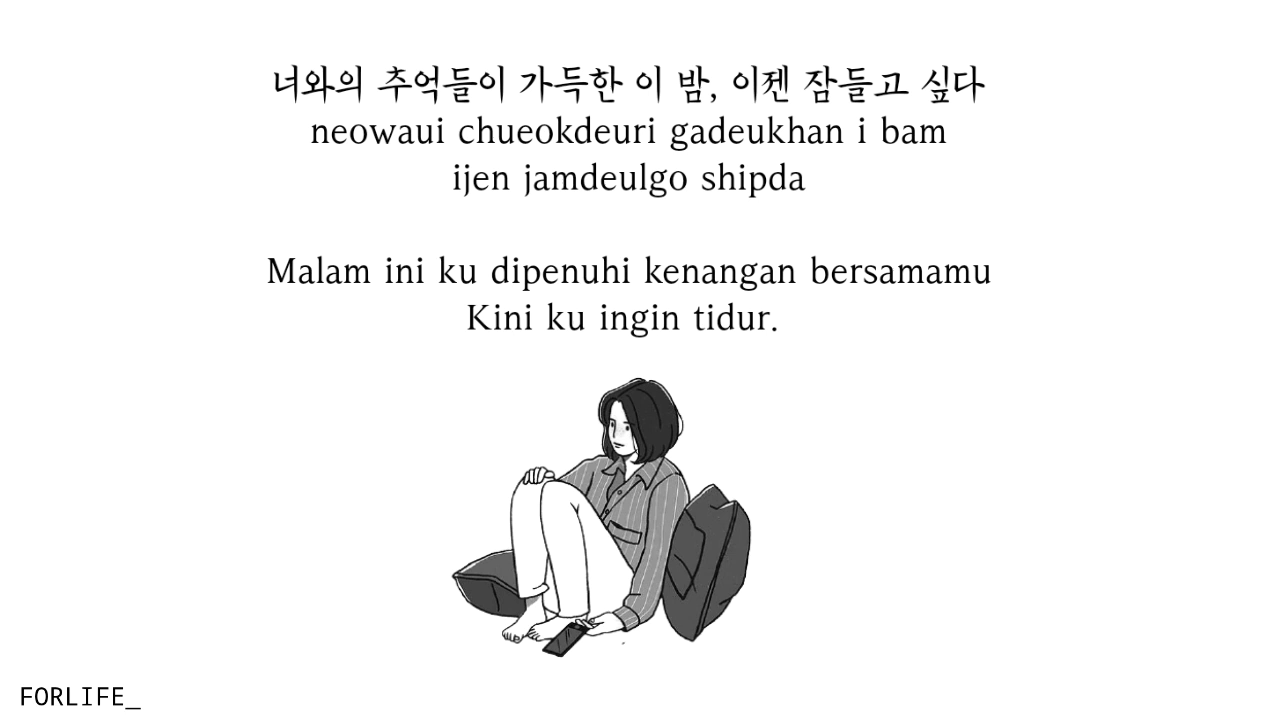 너와의 추억들이 가득한 이 밤, 이젠 잠들고 싶다
neowaui chueokdeuri gadeukhan i bam
ijen jamdeulgo shipda
Malam ini ku dipenuhi kenangan bersamamu
Kini ku ingin tidur.
FORLIFE_